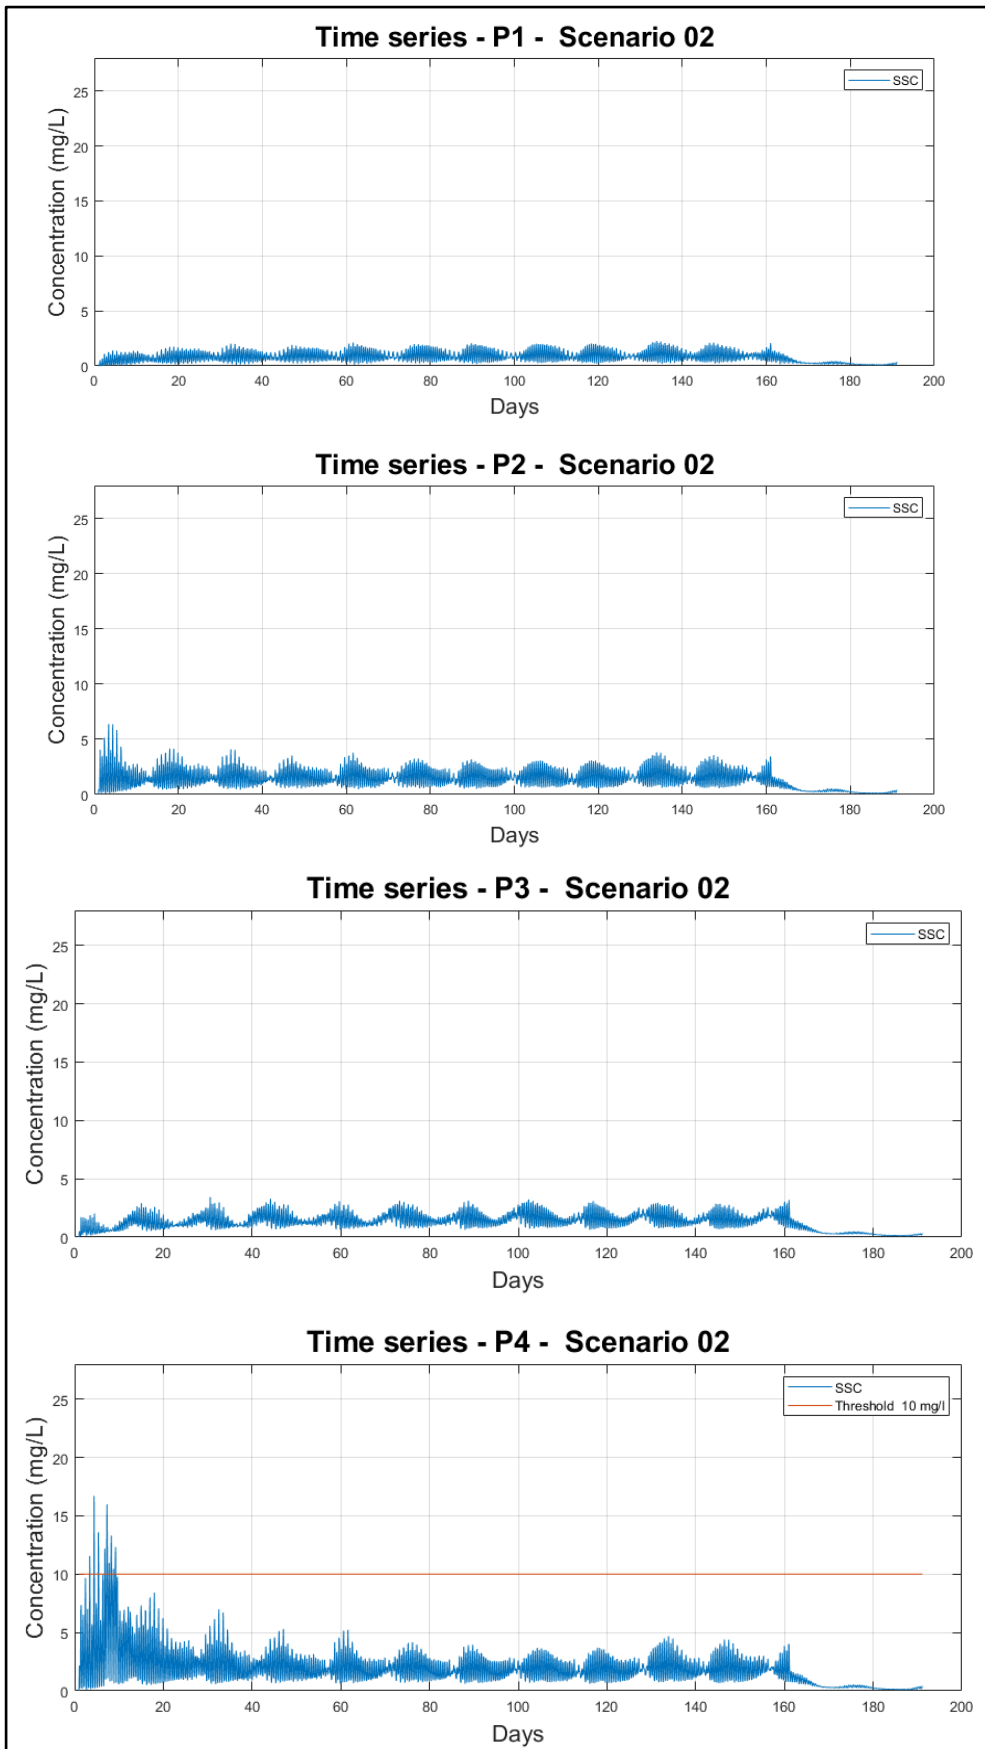 Time series - P1 - Scenario 02
SSC
25
20
15
10
5
0
Concentration (mg/L)
0 20 40 60 80 100 120 140 160 180 200
Days
Time series - P2 - Scenario 02
SSC
25
20
15
10
5
0
Concentration (mg/L)
0 20 40 60 80 100 120 140 160 180 200
Days
Time series - P3 - Scenario 02
SSC
25
20
15
10
5
0
Concentration (mg/L)
0 20 40 60 80 100 120 140 160 180 200
Days
Time series - P4 - Scenario 02
SSC
Threshold 10 mg/l
25
20
15
10
5
0
Concentration (mg/L)
0 20 40 60 80 100 120 140 160 180 200
Days